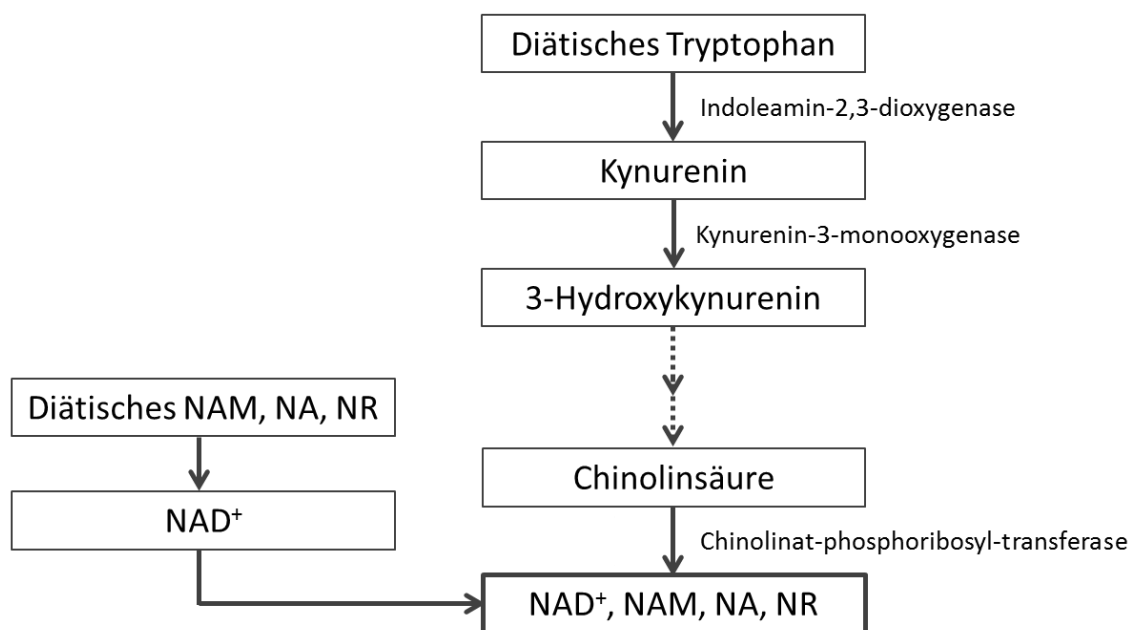 Diätisches Tryptophan
Indoleamin-2,3-dioxygenase
Kynurenin
Kynurenin-3-monooxygenase
3-Hydroxykynurenin
Diätisches NAM, NA, NR
Chinolinsäure
NAD⁺
Chinolinat-phosphoribosyl-transferase
NAD⁺, NAM, NA, NR